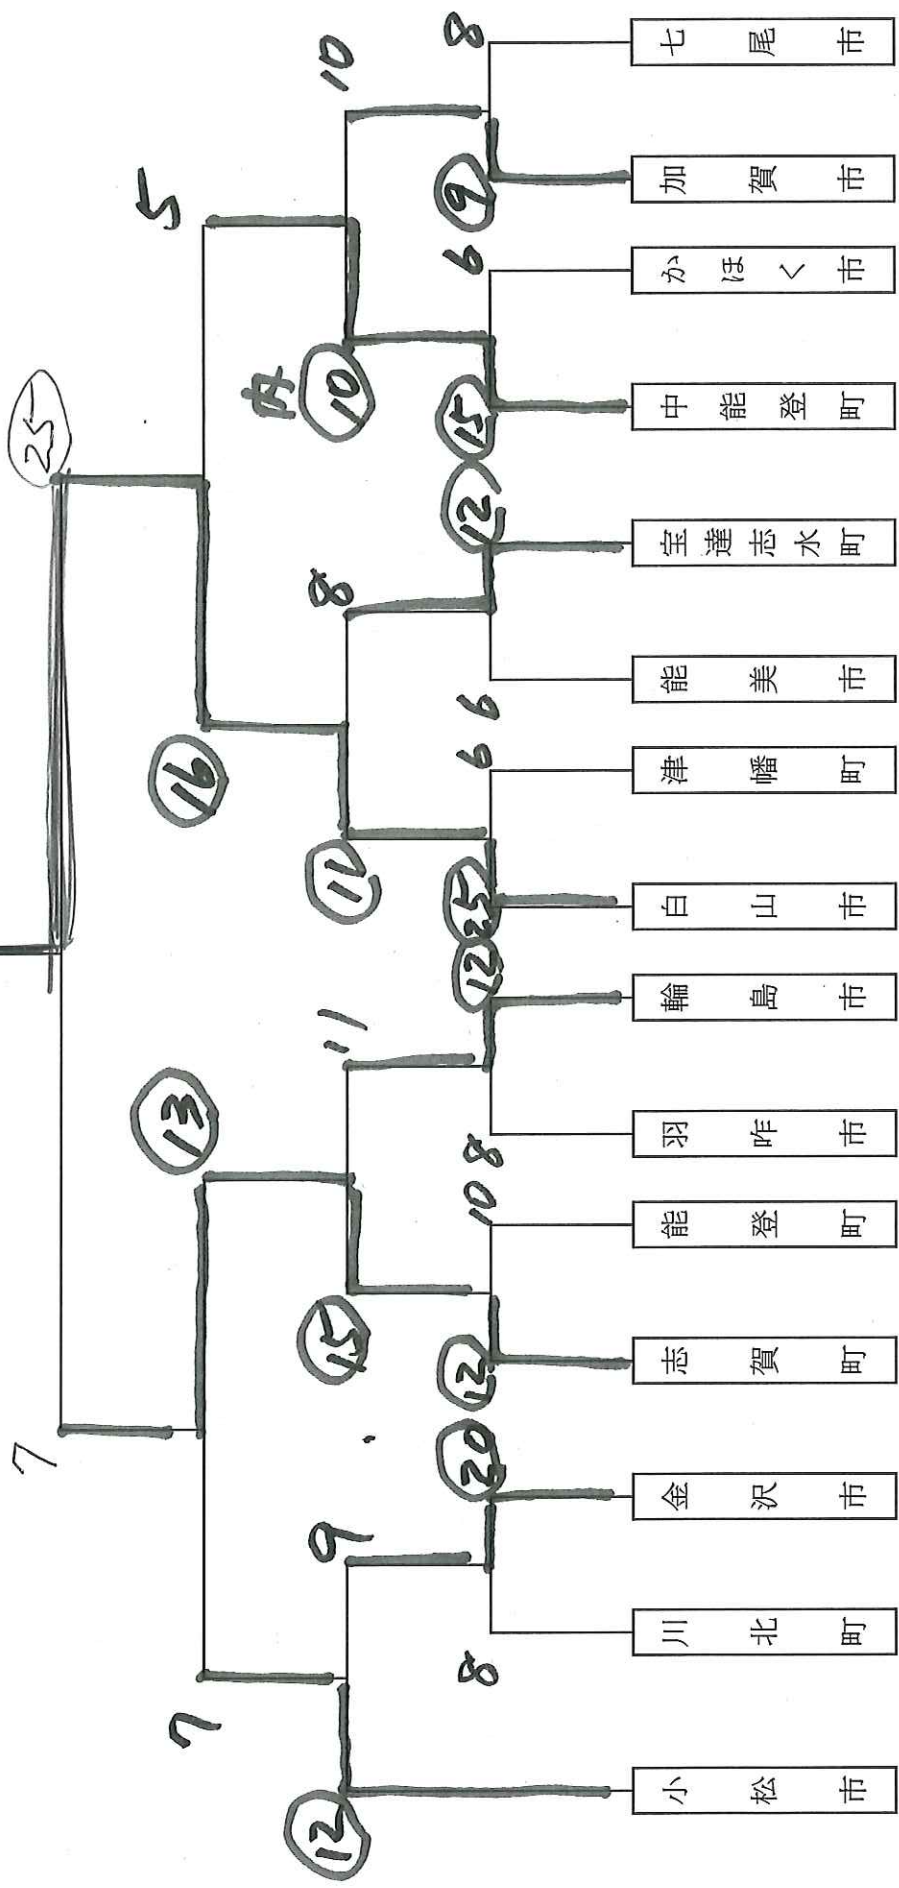 25
7
5
16
13
7
10
内
10
8
11
11
15
9
12
8
9
6
15
12
6
6
25
12
8
10
12
20
8
七尾市
加賀市
かほく市
中能登町
宝達志水町
能美市
津幡町
白山市
輪島市
羽咋市
能登町
志賀町
金沢市
川北町
小松市